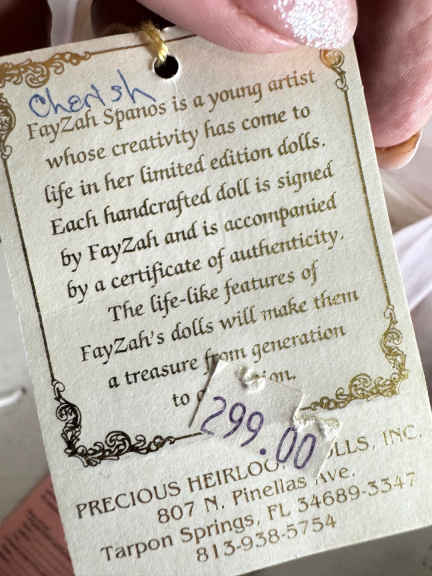 Cherish
FayZah Spanos is a young artist
whose creativity has come to
life in her limited edition dolls.
Each handcrafted doll is signed
by FayZah and is accompanied
by a certificate of authenticity.
The life-like features of
FayZah's dolls will make them
a treasure from generation
to
299.00
PRECIOUS HEIRLOOM DOLLS, INC.
807 N. Pinellas Ave.
Tarpon Springs, FL 34689-3347
813-938-5754